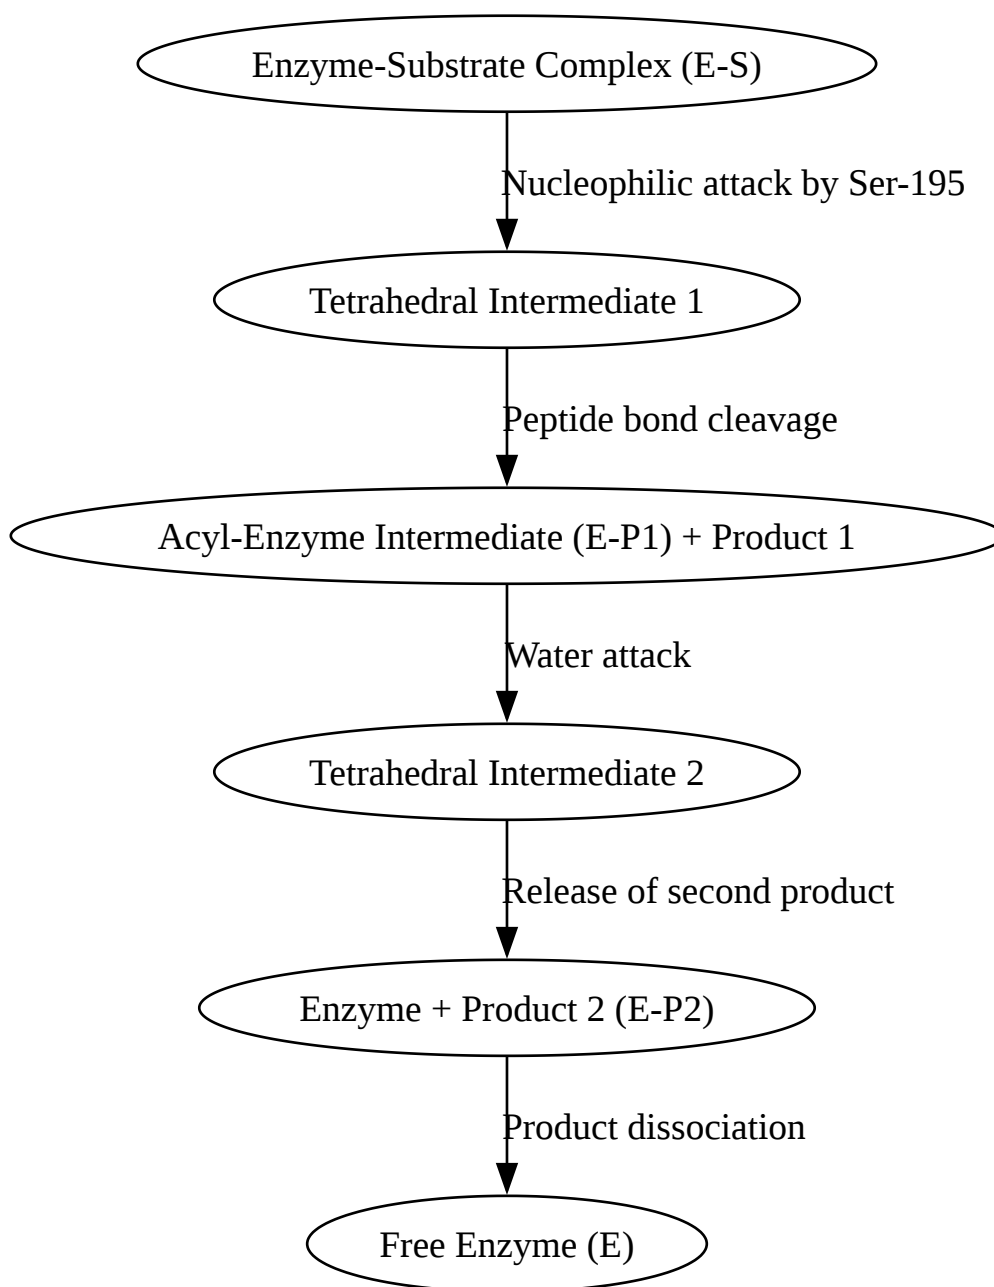 Enzyme-Substrate Complex (E-S)
Nucleophilic attack by Ser-195
Tetrahedral Intermediate 1
Peptide bond cleavage
Acyl-Enzyme Intermediate (E-P1) + Product 1
Water attack
Tetrahedral Intermediate 2
Release of second product
Enzyme + Product 2 (E-P2)
Product dissociation
Free Enzyme (E)